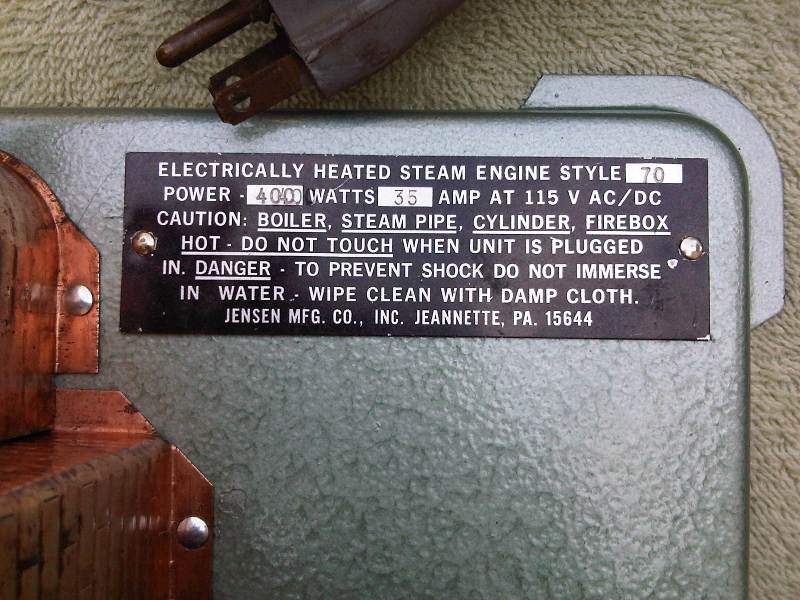 ELECTRICALLY HEATED STEAM ENGINE STYLE 70
POWER - 400 WATTS 35 AMP AT 115 V AC/DC
CAUTION: BOILER, STEAM PIPE, CYLINDER, FIREBOX
HOT - DO NOT TOUCH WHEN UNIT IS PLUGGED
IN. DANGER - TO PREVENT SHOCK DO NOT IMMERSE
IN WATER - WIPE CLEAN WITH DAMP CLOTH.
JENSEN MFG. CO., INC. JEANNETTE, PA. 15644